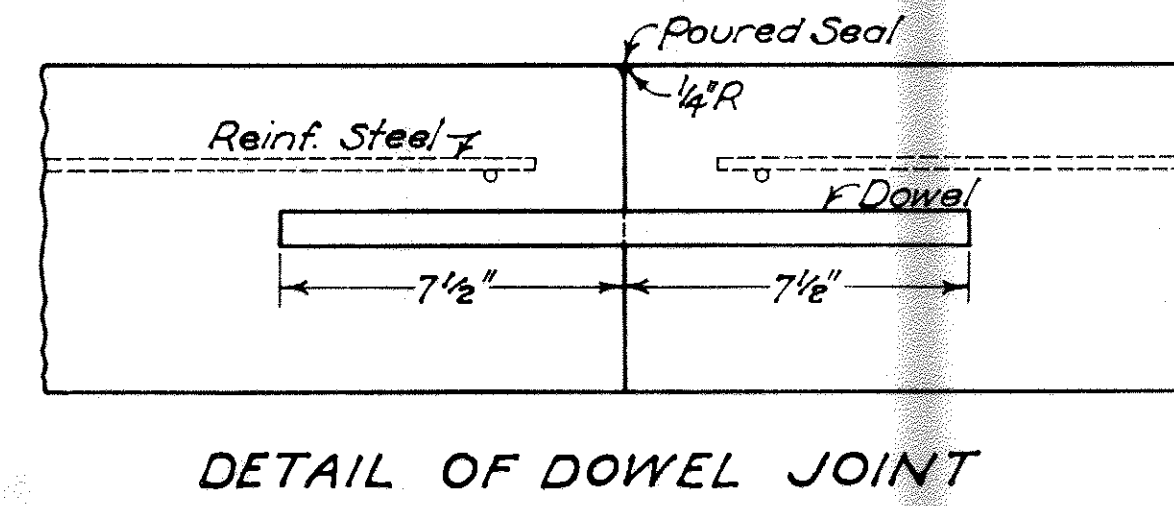 Poured Seal
1/4"R
Reinf. Steel
Dowel
7 1/2" 7 1/2"
DETAIL OF DOWEL JOINT